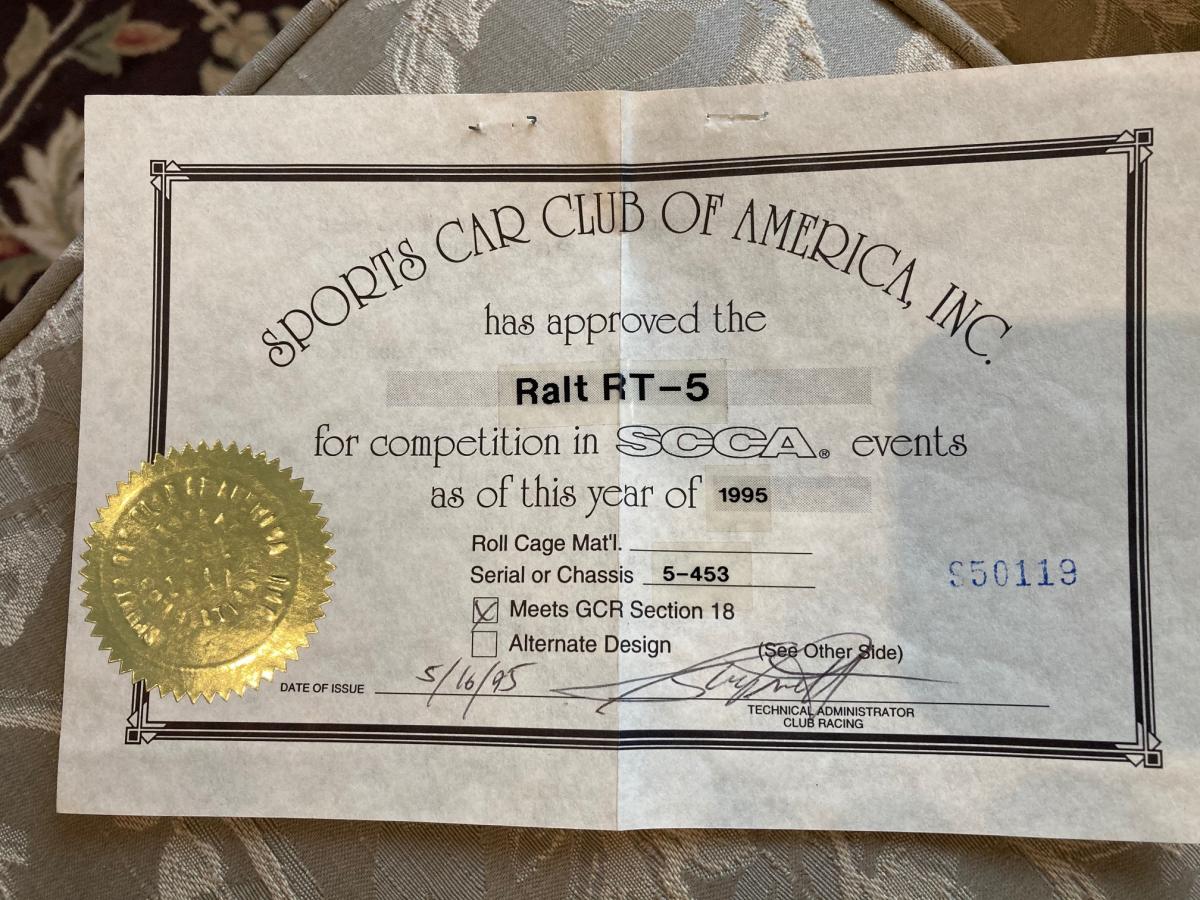 SPORTS CAR CLUB OF AMERICA, INC.
has approved the
Ralt RT-5
for competition in SCCA® events
as of this year of 1995
Roll Cage Mat'l.
Serial or Chassis 5-453
S50119
Meets GCR Section 18
Alternate Design
(See Other Side)
DATE OF ISSUE 5/16/95
TECHNICAL ADMINISTRATOR
CLUB RACING